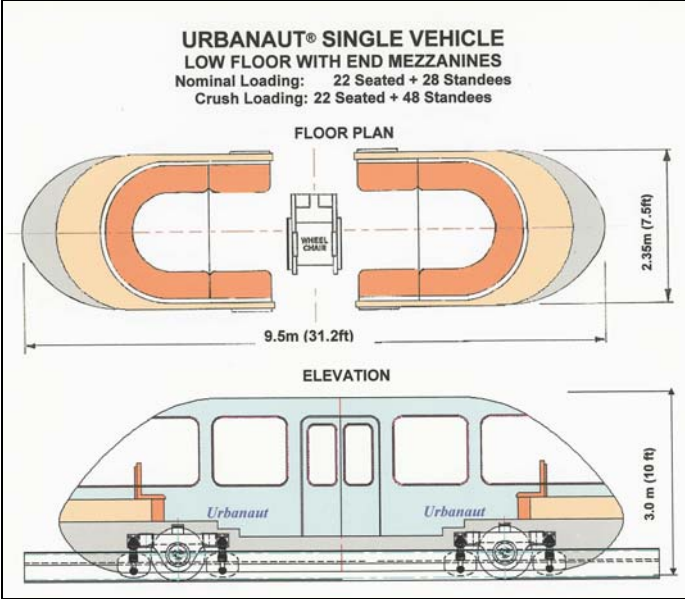 URBANAUT® SINGLE VEHICLE
LOW FLOOR WITH END MEZZANINES
Nominal Loading: 22 Seated + 28 Standees
Crush Loading: 22 Seated + 48 Standees
FLOOR PLAN
WHEEL
CHAIR
2.35m (7.5ft)
9.5m (31.2ft)
ELEVATION
3.0 m (10 ft)
Urbanaut
Urbanaut